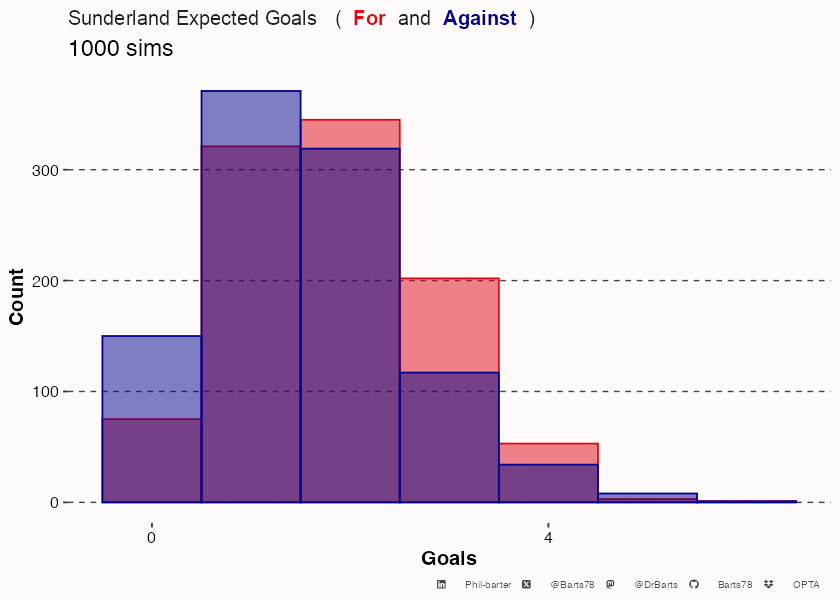 Sunderland Expected Goals ( For and Against )
1000 sims
Count
300
200
100
0
0 4
Goals
Phil-barter @Barts78 @DrBarts Barts78 OPTA